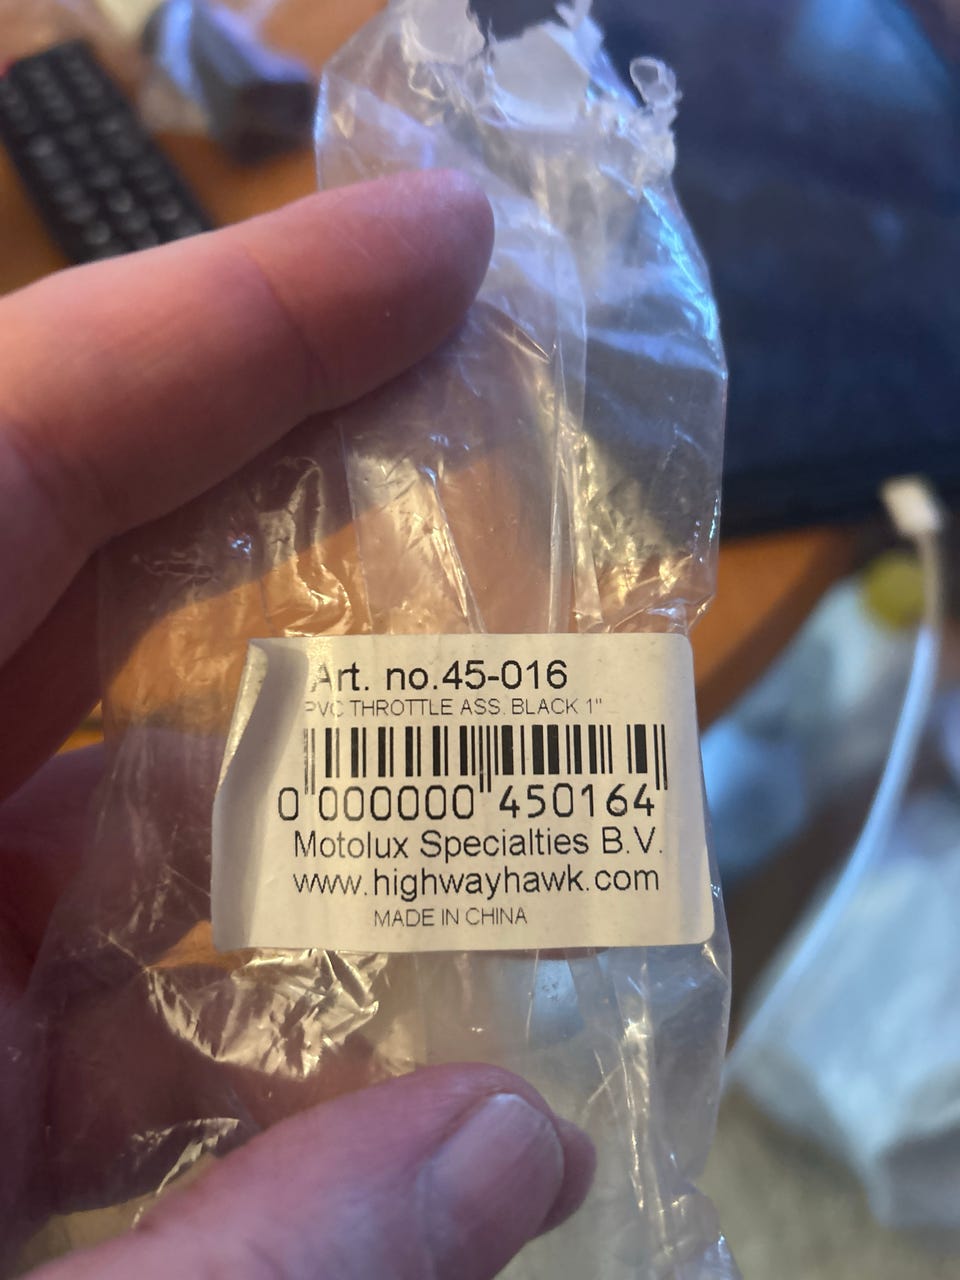 Art. no.45-016
PVC THROTTLE ASS. BLACK 1"
0 000000 450164
Motolux Specialties B.V.
www.highwayhawk.com
MADE IN CHINA